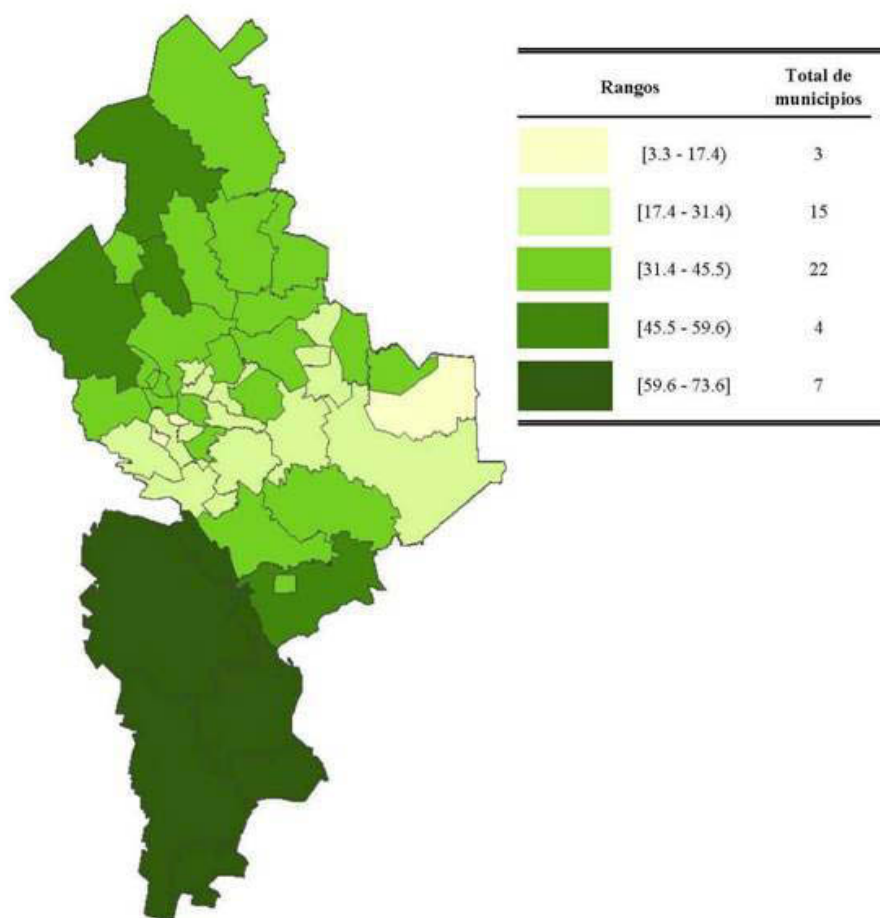 Rangos
Total de
municipios
[3.3 - 17.4) 3
[17.4 - 31.4) 15
[31.4 - 45.5) 22
[45.5 - 59.6) 4
[59.6 - 73.6] 7